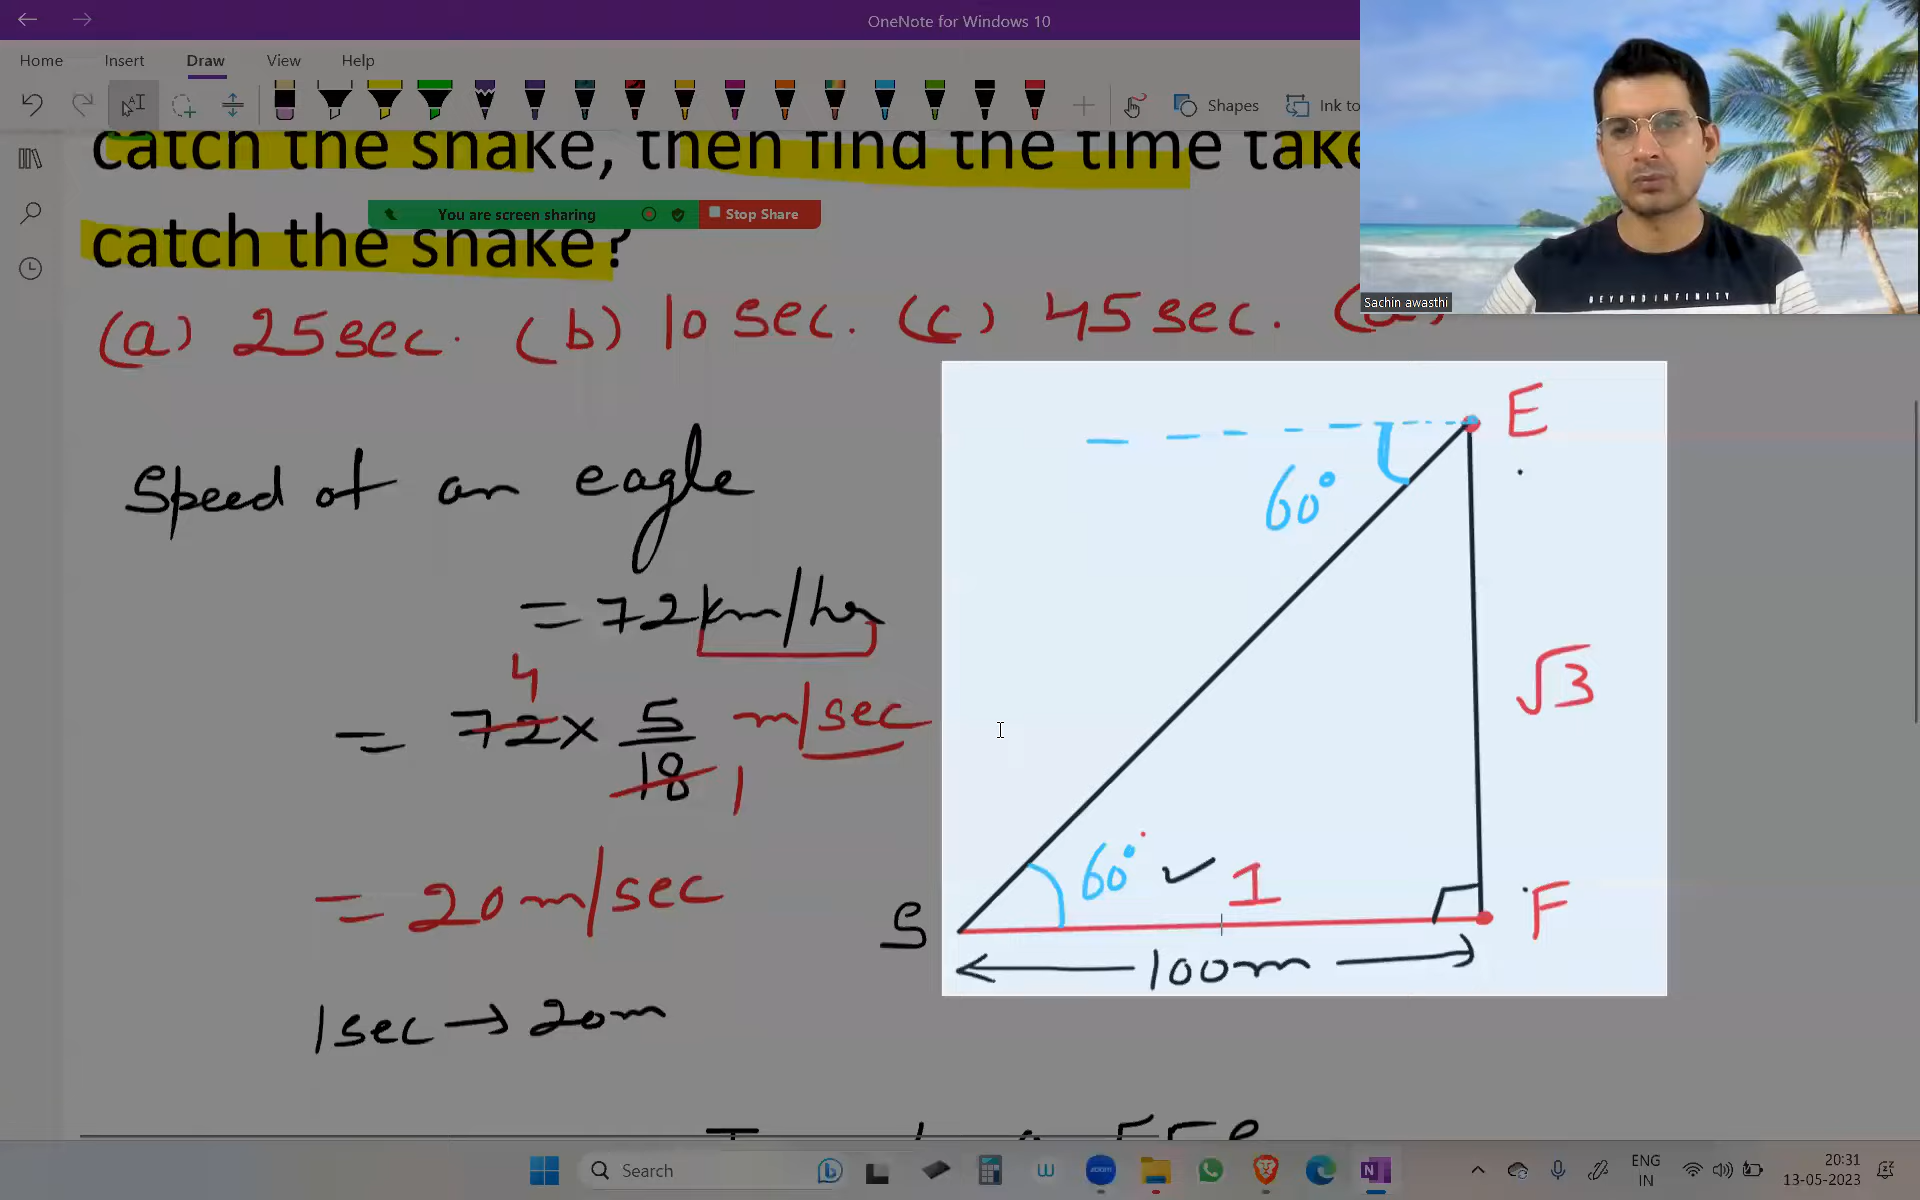 OneNote for Windows 10
Home Insert Draw View Help
Shapes Ink to
catch the snake, then find the time take
You are screen sharing Stop Share
catch the snake?
Sachin awasthi
BEYOND INFINITY
(a) 25 sec. (b) 10 sec. (c) 45 sec.
E
60°
Speed of an eagle
= 72 km/hr
4
= 72 × 5/18 m/sec
1
√3
60° ✓ 1
= 20 m/sec
S
F
100m
1 sec → 20m
Search
ENG
IN
20:31
13-05-2023